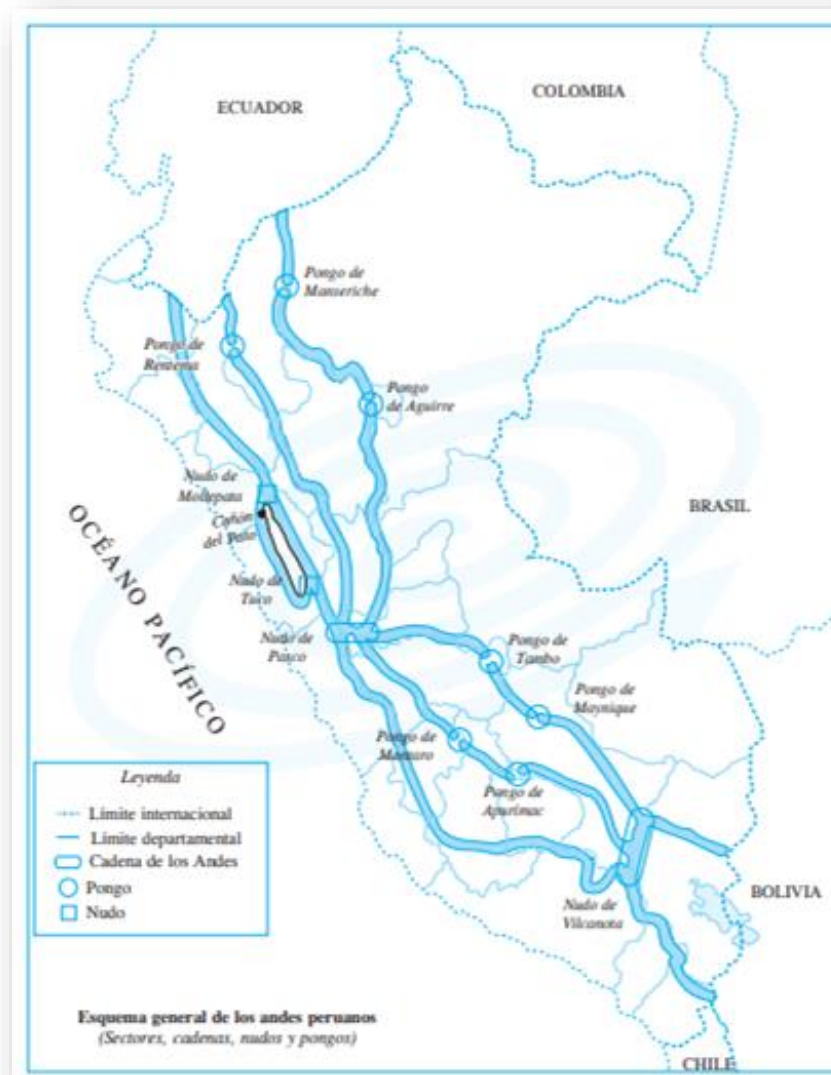 ECUADOR
COLOMBIA
Pongo de
Manseriche
Pongo de
Rentema
Pongo
de Aguirre
BRASIL
Nudo de
Mollepata
Cañón
del Pato
OCÉANO PACÍFICO
Nudo de
Tuco
Nudo de
Pasco
Pongo de
Tambo
Pongo de
Maynique
Pongo de
Mantaro
Pongo de
Apurímac
Leyenda
Límite internacional
Límite departamental
Cadena de los Andes
Pongo
Nudo
Nudo de
Vilcanota
BOLIVIA
Esquema general de los andes peruanos
(Sectores, cadenas, nudos y pongos)
CHILE